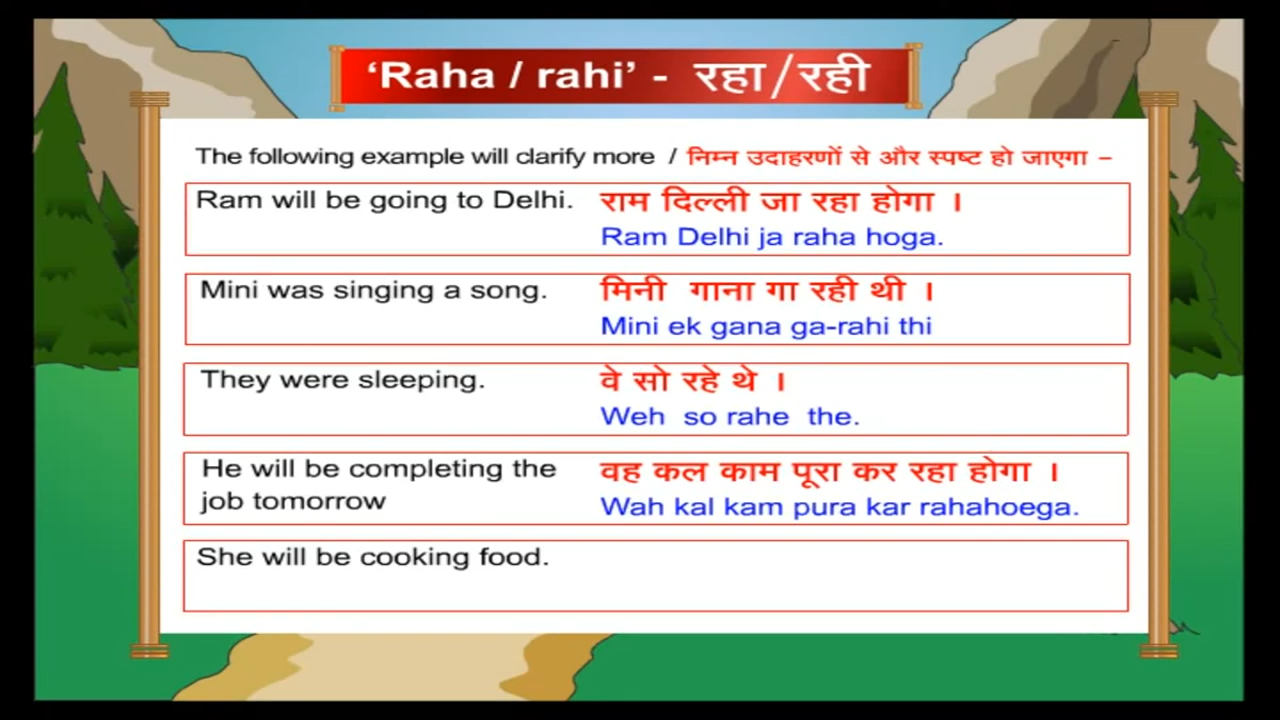 ‘Raha / rahi’ - रहा/रही
The following example will clarify more / निम्न उदाहरणों से और स्पष्ट हो जाएगा –
Ram will be going to Delhi. राम दिल्ली जा रहा होगा ।
Ram Delhi ja raha hoga.
Mini was singing a song. मिनी गाना गा रही थी ।
Mini ek gana ga-rahi thi
They were sleeping. वे सो रहे थे ।
Weh so rahe the.
He will be completing the वह कल काम पूरा कर रहा होगा ।
job tomorrow Wah kal kam pura kar rahahoega.
She will be cooking food.